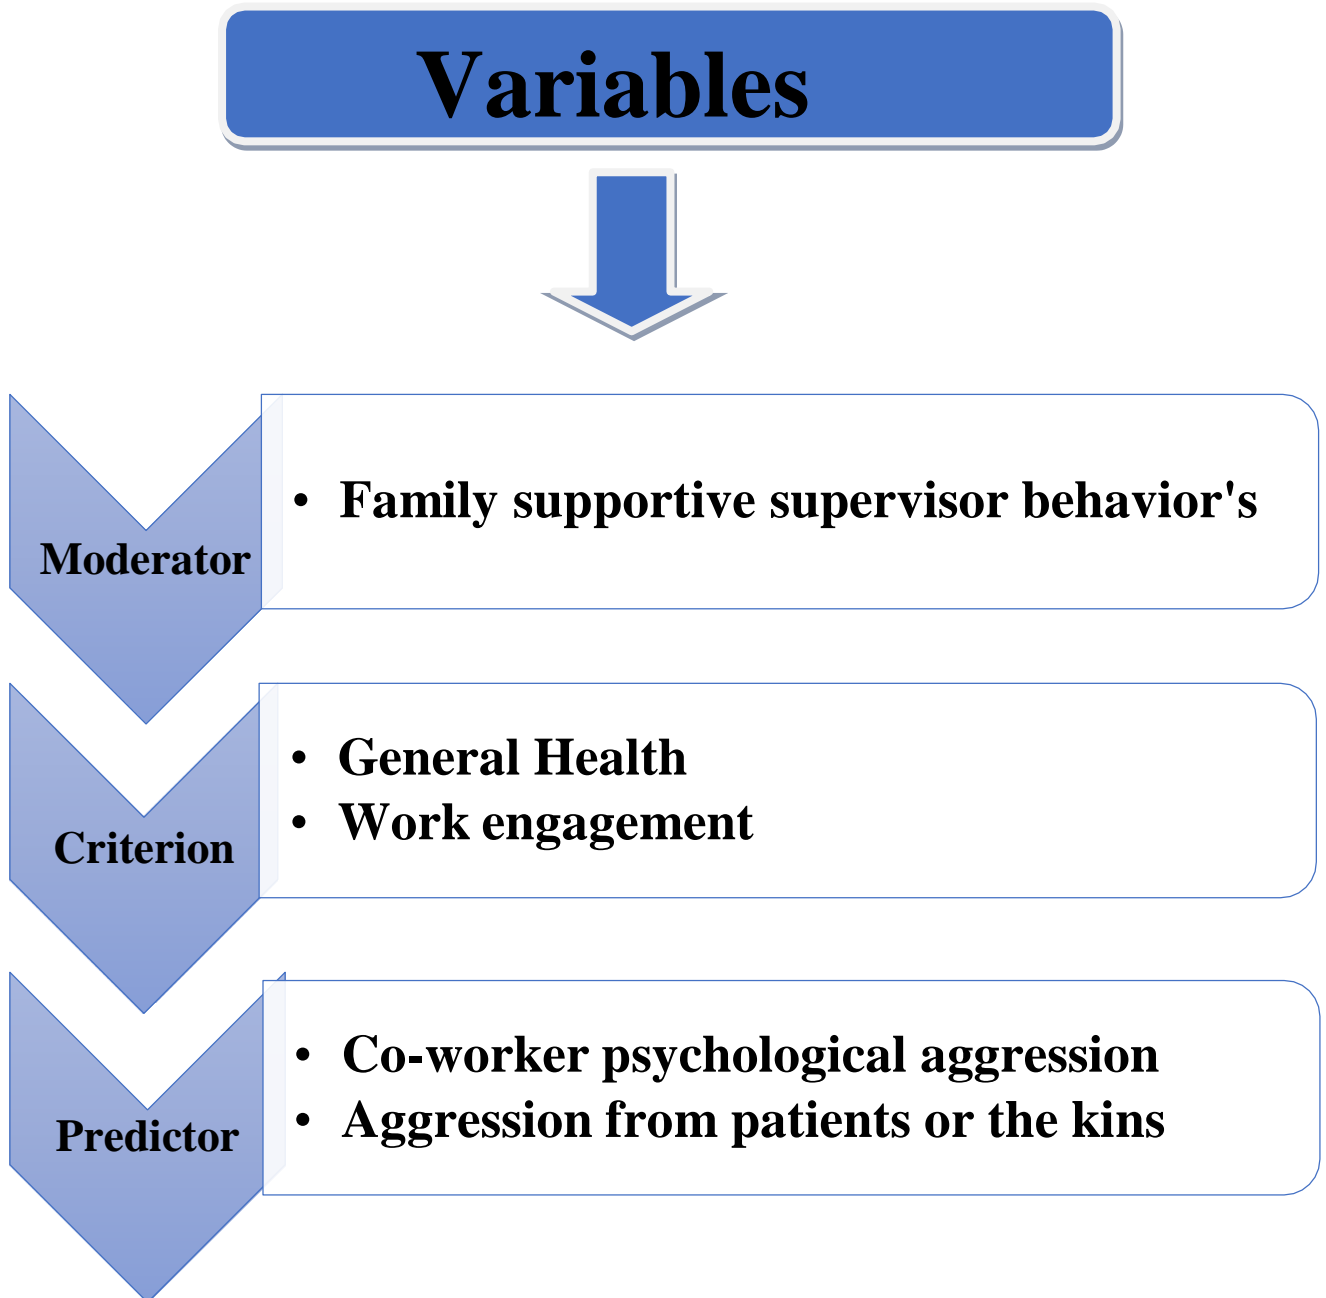 Variables
Moderator
• Family supportive supervisor behavior's
Criterion
• General Health
• Work engagement
Predictor
• Co-worker psychological aggression
• Aggression from patients or the kins